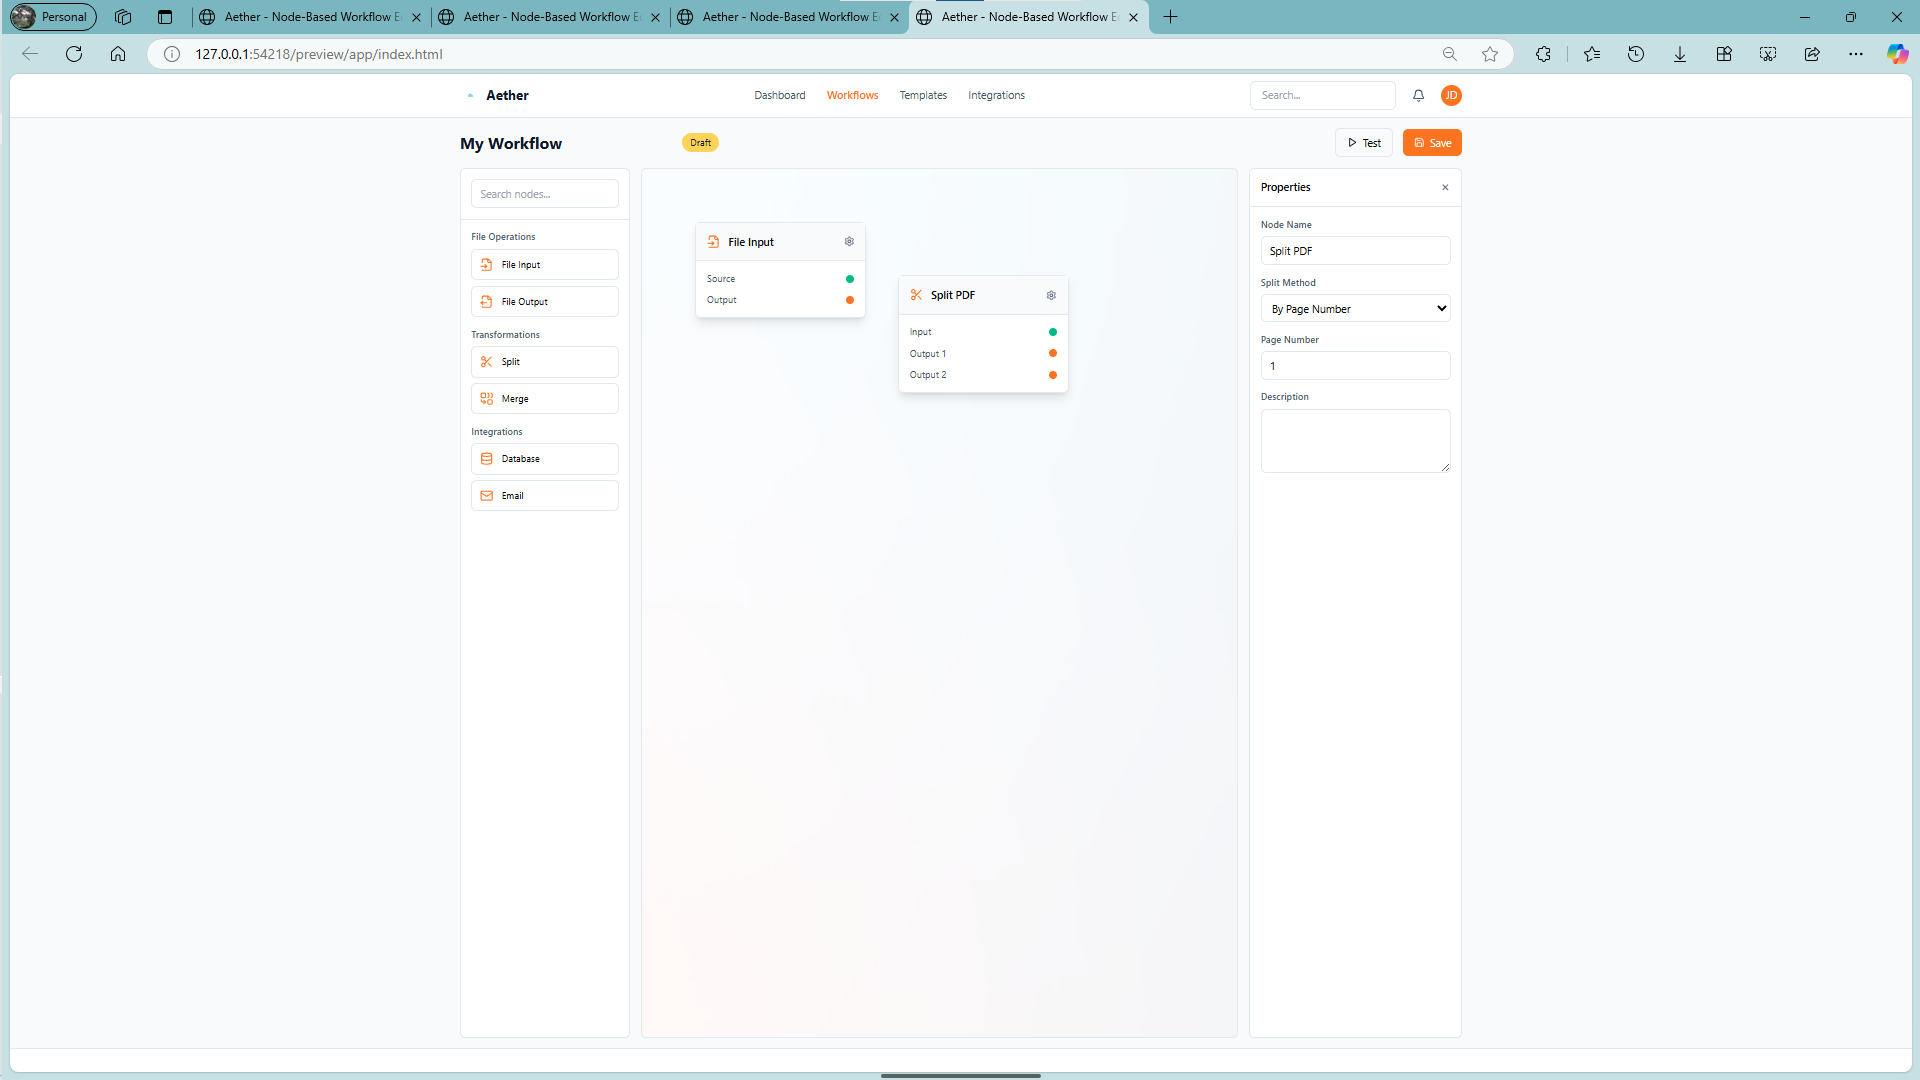 Personal
Aether - Node-Based Workflow E
Aether - Node-Based Workflow E
Aether - Node-Based Workflow E
Aether - Node-Based Workflow E
127.0.0.1:54218/preview/app/index.html
Aether
Dashboard
Workflows
Templates
Integrations
Search...
JD
My Workflow
Draft
Test
Save
Search nodes...
File Operations
File Input
File Output
Transformations
Split
Merge
Integrations
Database
Email
File Input
Source
Output
Split PDF
Input
Output 1
Output 2
Properties
Node Name
Split PDF
Split Method
By Page Number
Page Number
1
Description